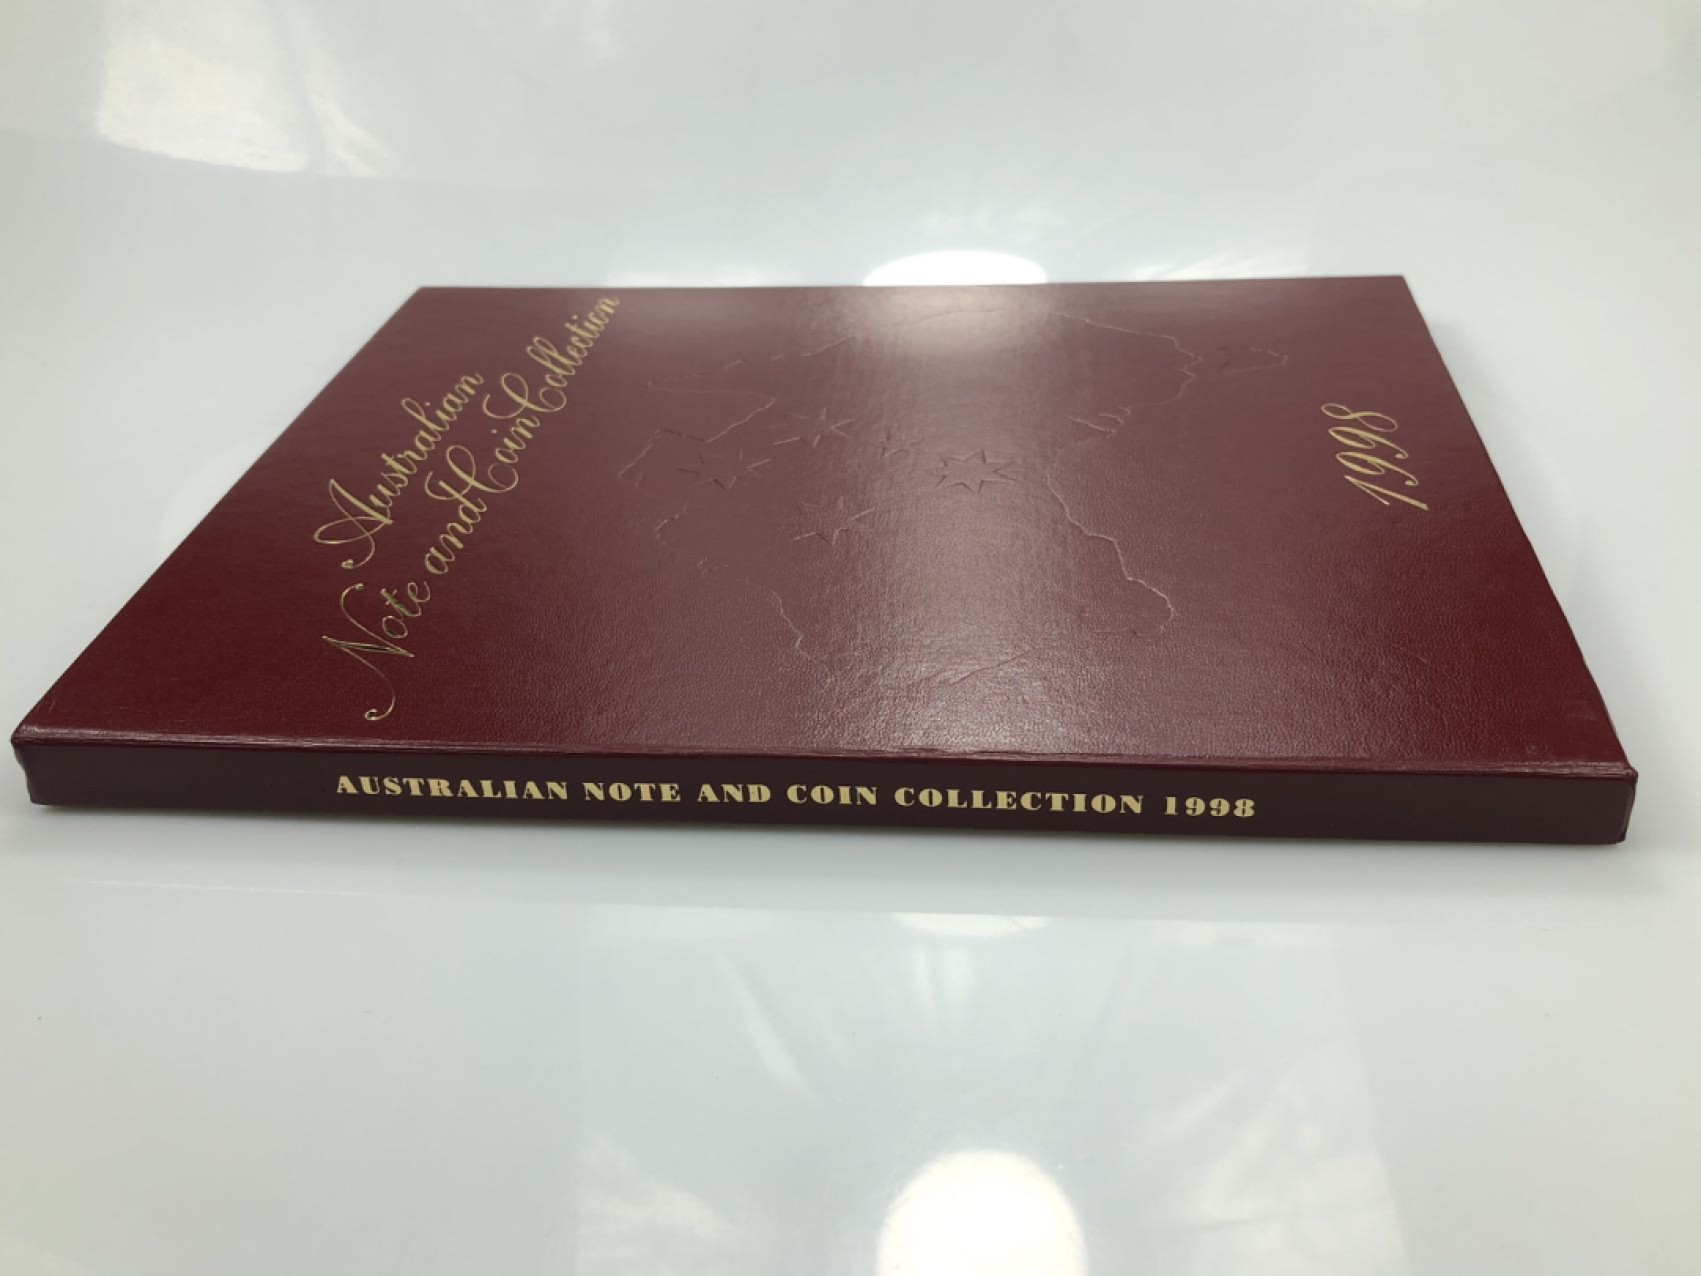 Australian
Note and Coin Collection
1998
AUSTRALIAN NOTE AND COIN COLLECTION 1998